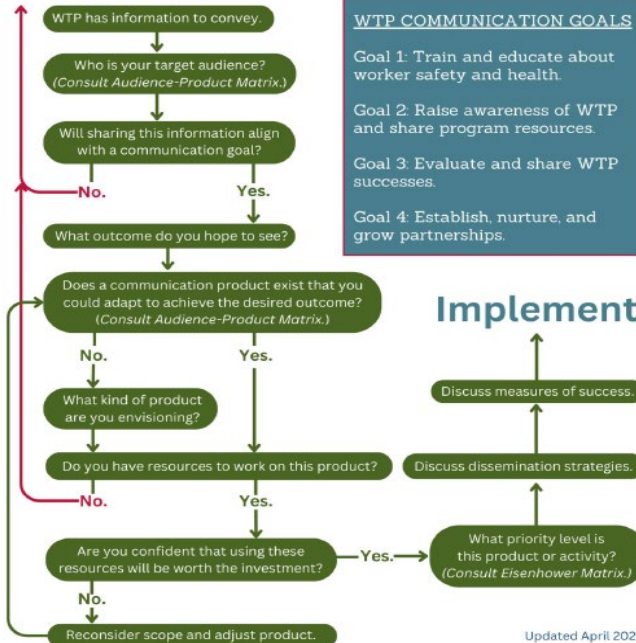 WTP has information to convey.
Who is your target audience?
(Consult Audience-Product Matrix.)
Will sharing this information align
with a communication goal?
No.
Yes.
What outcome do you hope to see?
Does a communication product exist that you
could adapt to achieve the desired outcome?
(Consult Audience-Product Matrix.)
No.
Yes.
What kind of product
are you envisioning?
Do you have resources to work on this product?
No.
Yes.
Are you confident that using these
resources will be worth the investment?
Yes.
No.
Reconsider scope and adjust product.
What priority level is
this product or activity?
(Consult Eisenhower Matrix.)
Discuss dissemination strategies.
Discuss measures of success.
Implement
WTP COMMUNICATION GOALS
Goal 1: Train and educate about
worker safety and health.
Goal 2: Raise awareness of WTP
and share program resources.
Goal 3: Evaluate and share WTP
successes.
Goal 4: Establish, nurture, and
grow partnerships.
Updated April 202